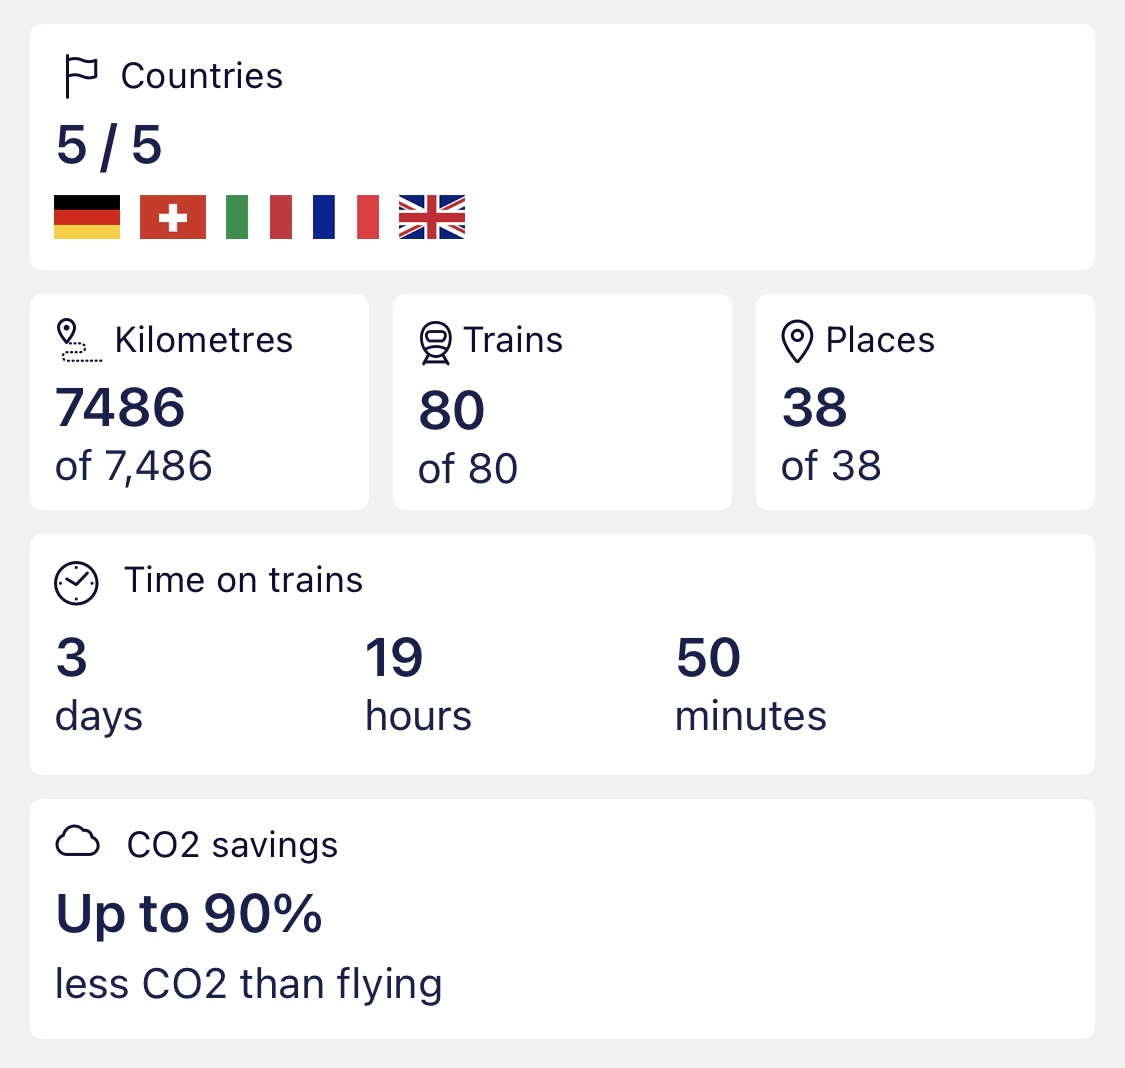 Countries
5 / 5
Kilometres
7486
of 7,486
Trains
80
of 80
Places
38
of 38
Time on trains
3
days
19
hours
50
minutes
CO2 savings
Up to 90%
less CO2 than flying